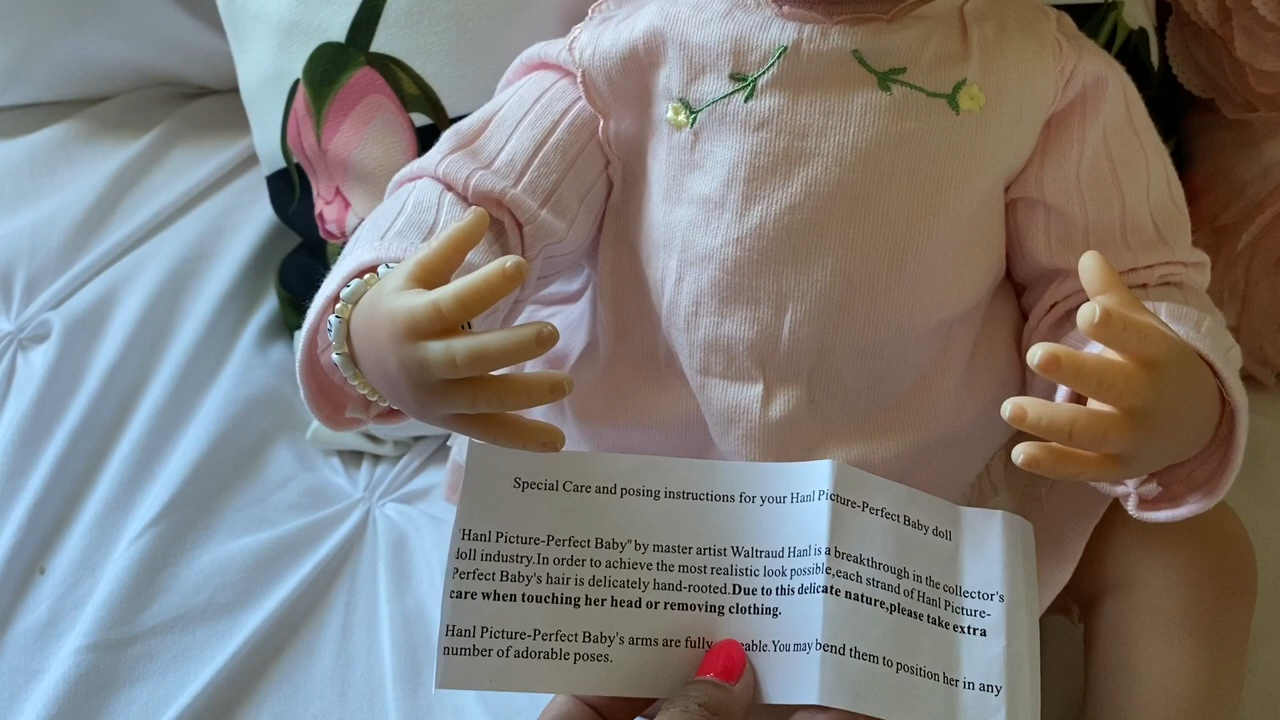 Special Care and posing instructions for your Hanl Picture-Perfect Baby doll
"Hanl Picture-Perfect Baby" by master artist Waltraud Hanl is a breakthrough in the collector's
doll industry.In order to achieve the most realistic look possible,each strand of Hanl Picture-
Perfect Baby's hair is delicately hand-rooted.Due to this delicate nature,please take extra
care when touching her head or removing clothing.
Hanl Picture-Perfect Baby's arms are fully You may bend them to position her in any
number of adorable poses.